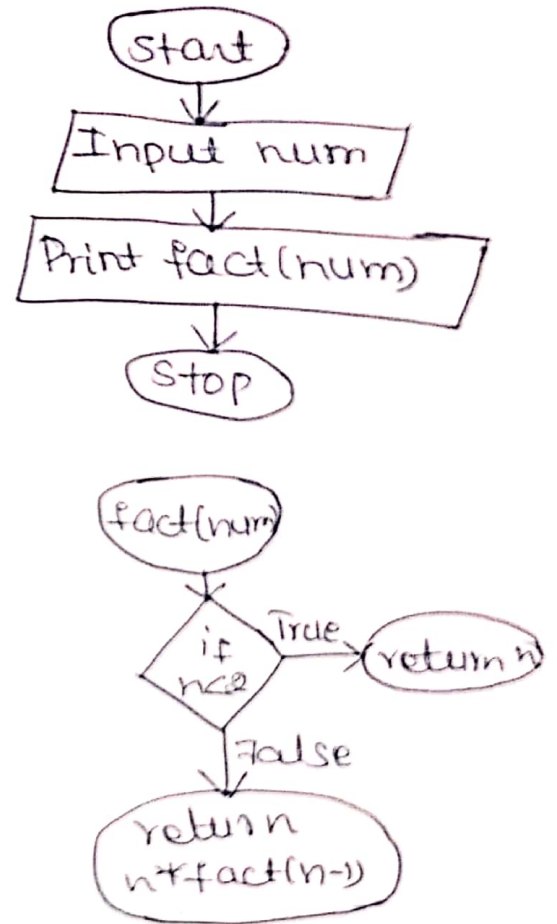 Start
Input num
Print fact(num)
Stop
fact(num)
if
n<2
True
return n
False
return n
n*fact(n-1)